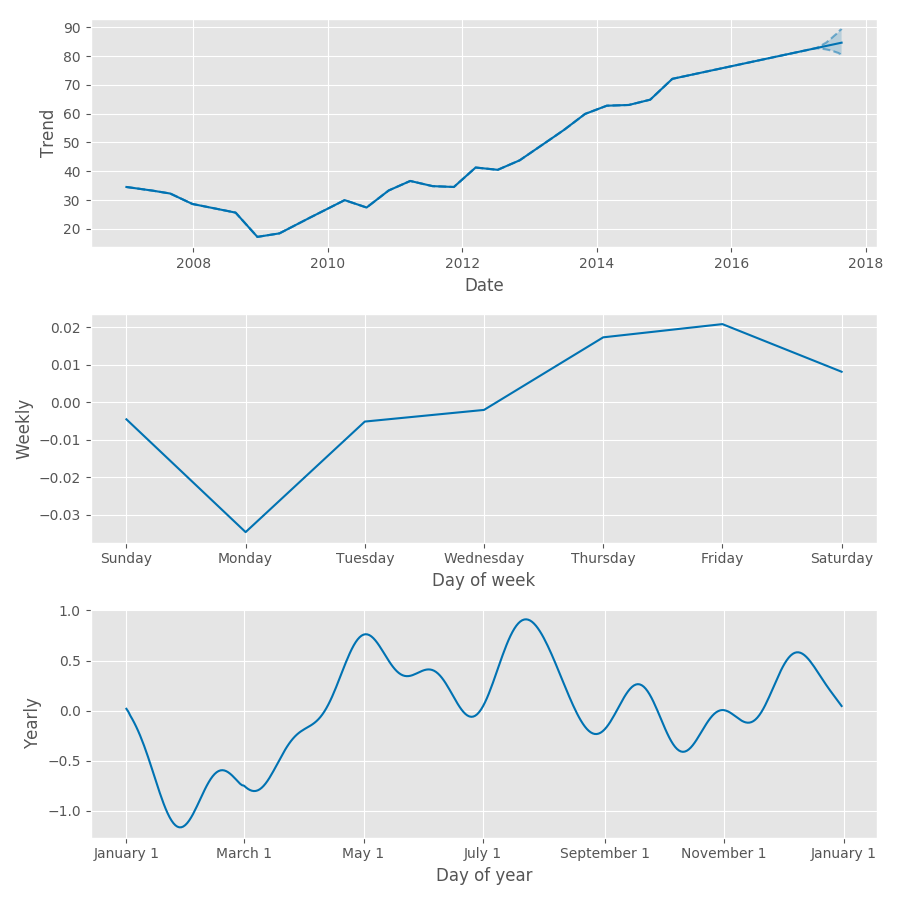 90
80
70
60
50
40
30
20
Trend
2008 2010 2012 2014 2016 2018
Date
0.02
0.01
0.00
−0.01
−0.02
−0.03
Weekly
Sunday Monday Tuesday Wednesday Thursday Friday Saturday
Day of week
1.0
0.5
0.0
−0.5
−1.0
Yearly
January 1 March 1 May 1 July 1 September 1 November 1 January 1
Day of year